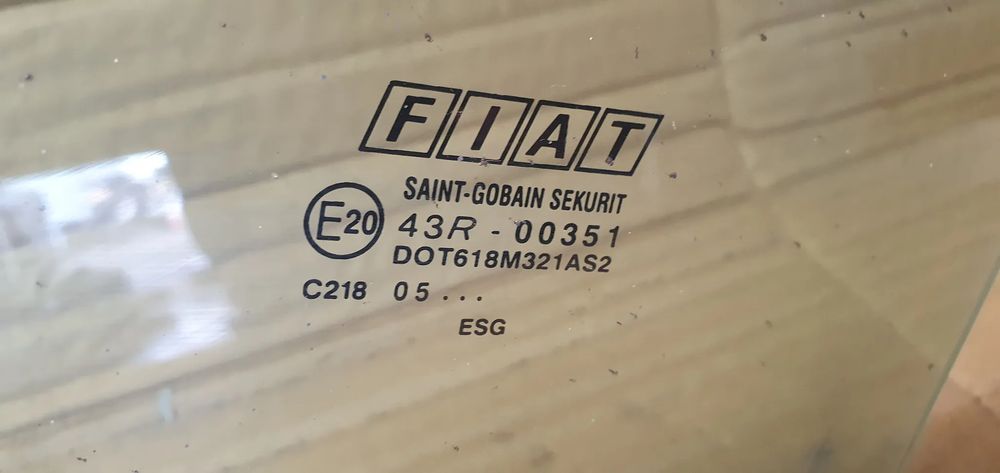 FIAT
SAINT-GOBAIN SEKURIT
E20 43R - 00351
DOT618M321AS2
C218 05...
ESG